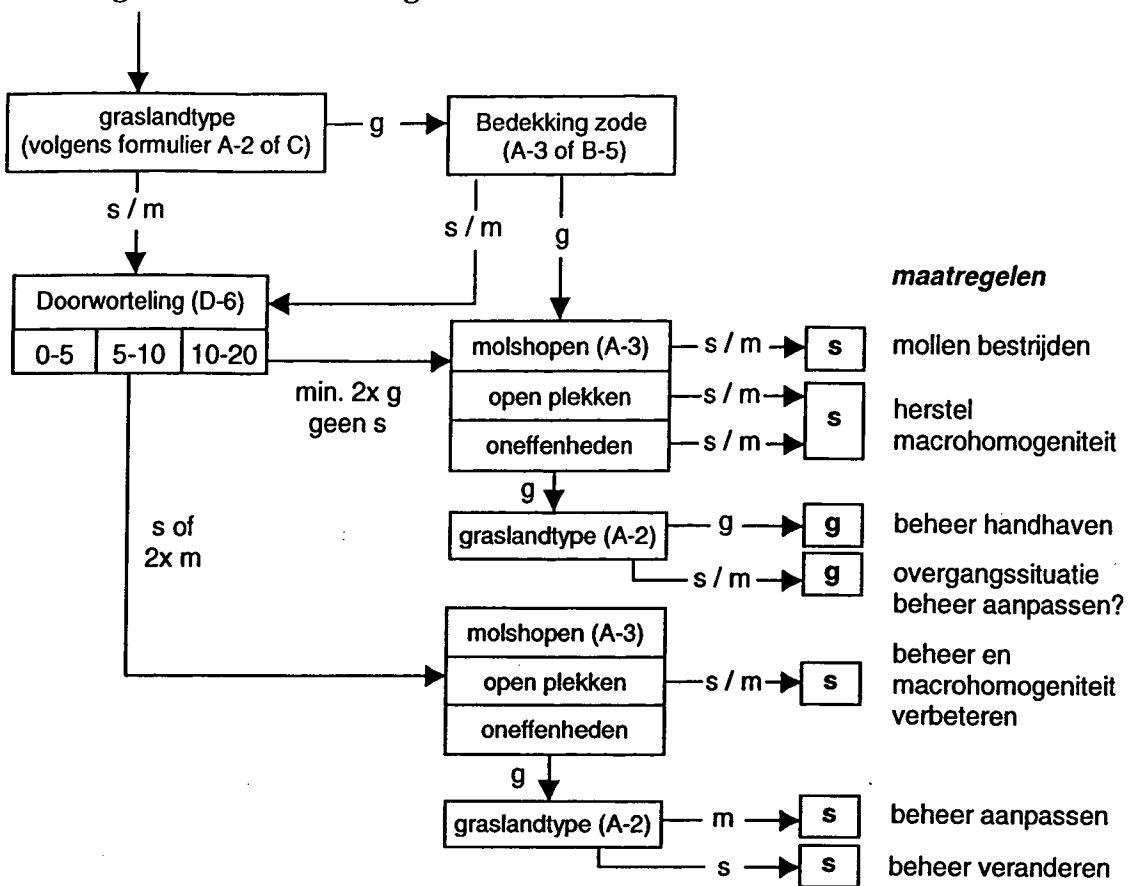 graslandtype
(volgens formulier A-2 of C)
g
Bedekking zode
(A-3 of B-5)
s / m
s / m
g
maatregelen
Doorworteling (D-6)
0-5 5-10 10-20
min. 2x g
geen s
molshopen (A-3)
s / m
s
mollen bestrijden
open plekken
s / m
s
herstel
macrohomogeniteit
oneffenheden
s / m
g
graslandtype (A-2)
g
g
beheer handhaven
s / m
g
overgangssituatie
beheer aanpassen?
s of
2x m
molshopen (A-3)
open plekken
s / m
s
beheer en
macrohomogeniteit
verbeteren
oneffenheden
g
graslandtype (A-2)
m
s
beheer aanpassen
s
s
beheer veranderen